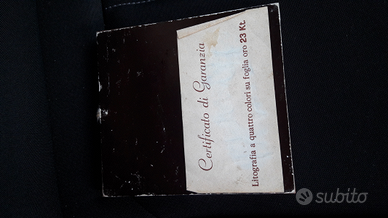 Certificato di Garanzia
Litografia a quattro colori su foglia oro 23 Kt.
subito